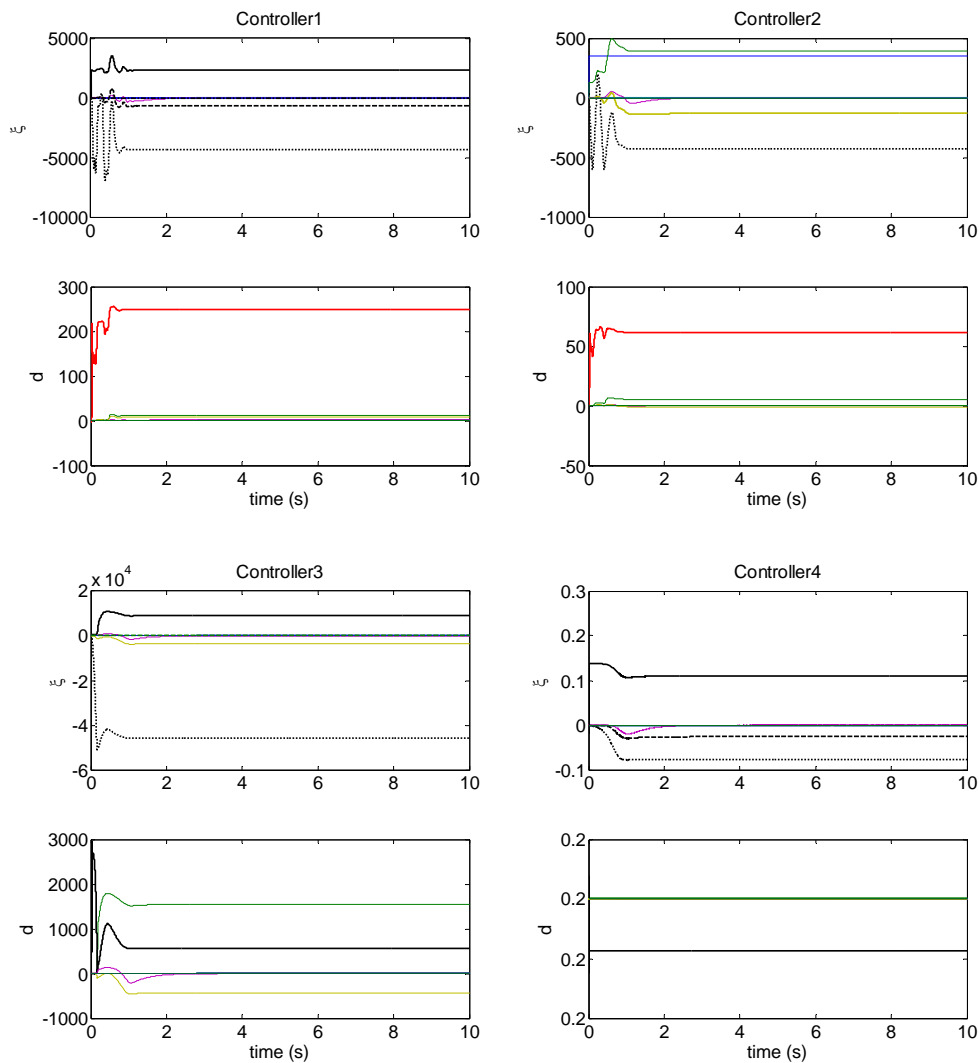 Controller1
5000
0
-5000
-10000
ξ
0 2 4 6 8 10
300
200
100
0
-100
d
0 2 4 6 8 10
time (s)
Controller2
500
0
-500
-1000
ξ
0 2 4 6 8 10
100
50
0
-50
d
0 2 4 6 8 10
time (s)
Controller3
x 10^4
2
0
-2
-4
-6
ξ
0 2 4 6 8 10
3000
2000
1000
0
-1000
d
0 2 4 6 8 10
time (s)
Controller4
0.3
0.2
0.1
0
-0.1
ξ
0 2 4 6 8 10
0.2
0.2
0.2
0.2
d
0 2 4 6 8 10
time (s)